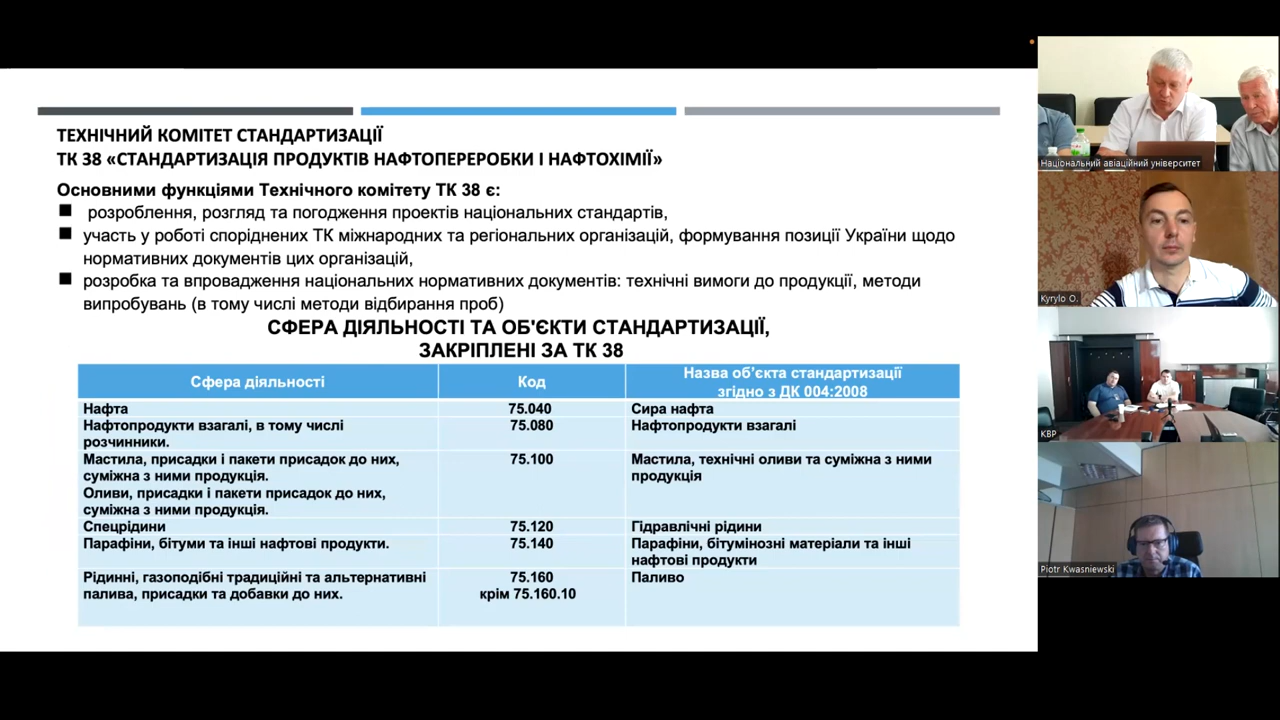 ТЕХНІЧНИЙ КОМІТЕТ СТАНДАРТИЗАЦІЇ
ТК 38 «СТАНДАРТИЗАЦІЯ ПРОДУКТІВ НАФТОПЕРЕРОБКИ І НАФТОХІМІЇ»
Основними функціями Технічного комітету ТК 38 є:
розроблення, розгляд та погодження проектів національних стандартів,
участь у роботі споріднених ТК міжнародних та регіональних організацій, формування позиції України щодо
нормативних документів цих організацій,
розробка та впровадження національних нормативних документів: технічні вимоги до продукції, методи
випробувань (в тому числі методи відбирання проб)
СФЕРА ДІЯЛЬНОСТІ ТА ОБ'ЄКТИ СТАНДАРТИЗАЦІЇ,
ЗАКРІПЛЕНІ ЗА ТК 38
Сфера діяльності
Код
Назва об'єкта стандартизації
згідно з ДК 004:2008
Нафта
75.040
Сира нафта
Нафтопродукти взагалі, в тому числі
розчинники.
75.080
Нафтопродукти взагалі
Мастила, присадки і пакети присадок до них,
суміжна з ними продукція.
Оливи, присадки і пакети присадок до них,
суміжна з ними продукція.
75.100
Мастила, технічні оливи та суміжна з ними
продукція
Спецрідини
75.120
Гідравлічні рідини
Парафіни, бітуми та інші нафтові продукти.
75.140
Парафіни, бітумінозні матеріали та інші
нафтові продукти
Рідинні, газоподібні традиційні та альтернативні
палива, присадки та добавки до них.
75.160
крім 75.160.10
Паливо
Національний авіаційний університет
Kyrylo O.
КВР
Piotr Kwasniewski